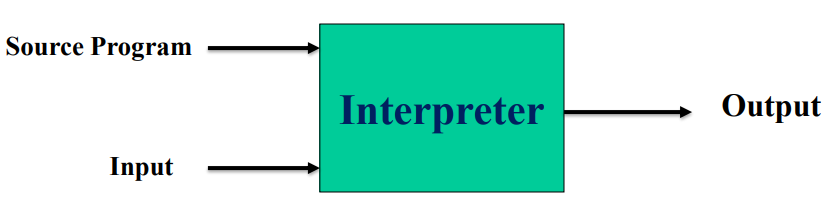 Source Program
Interpreter
Output
Input